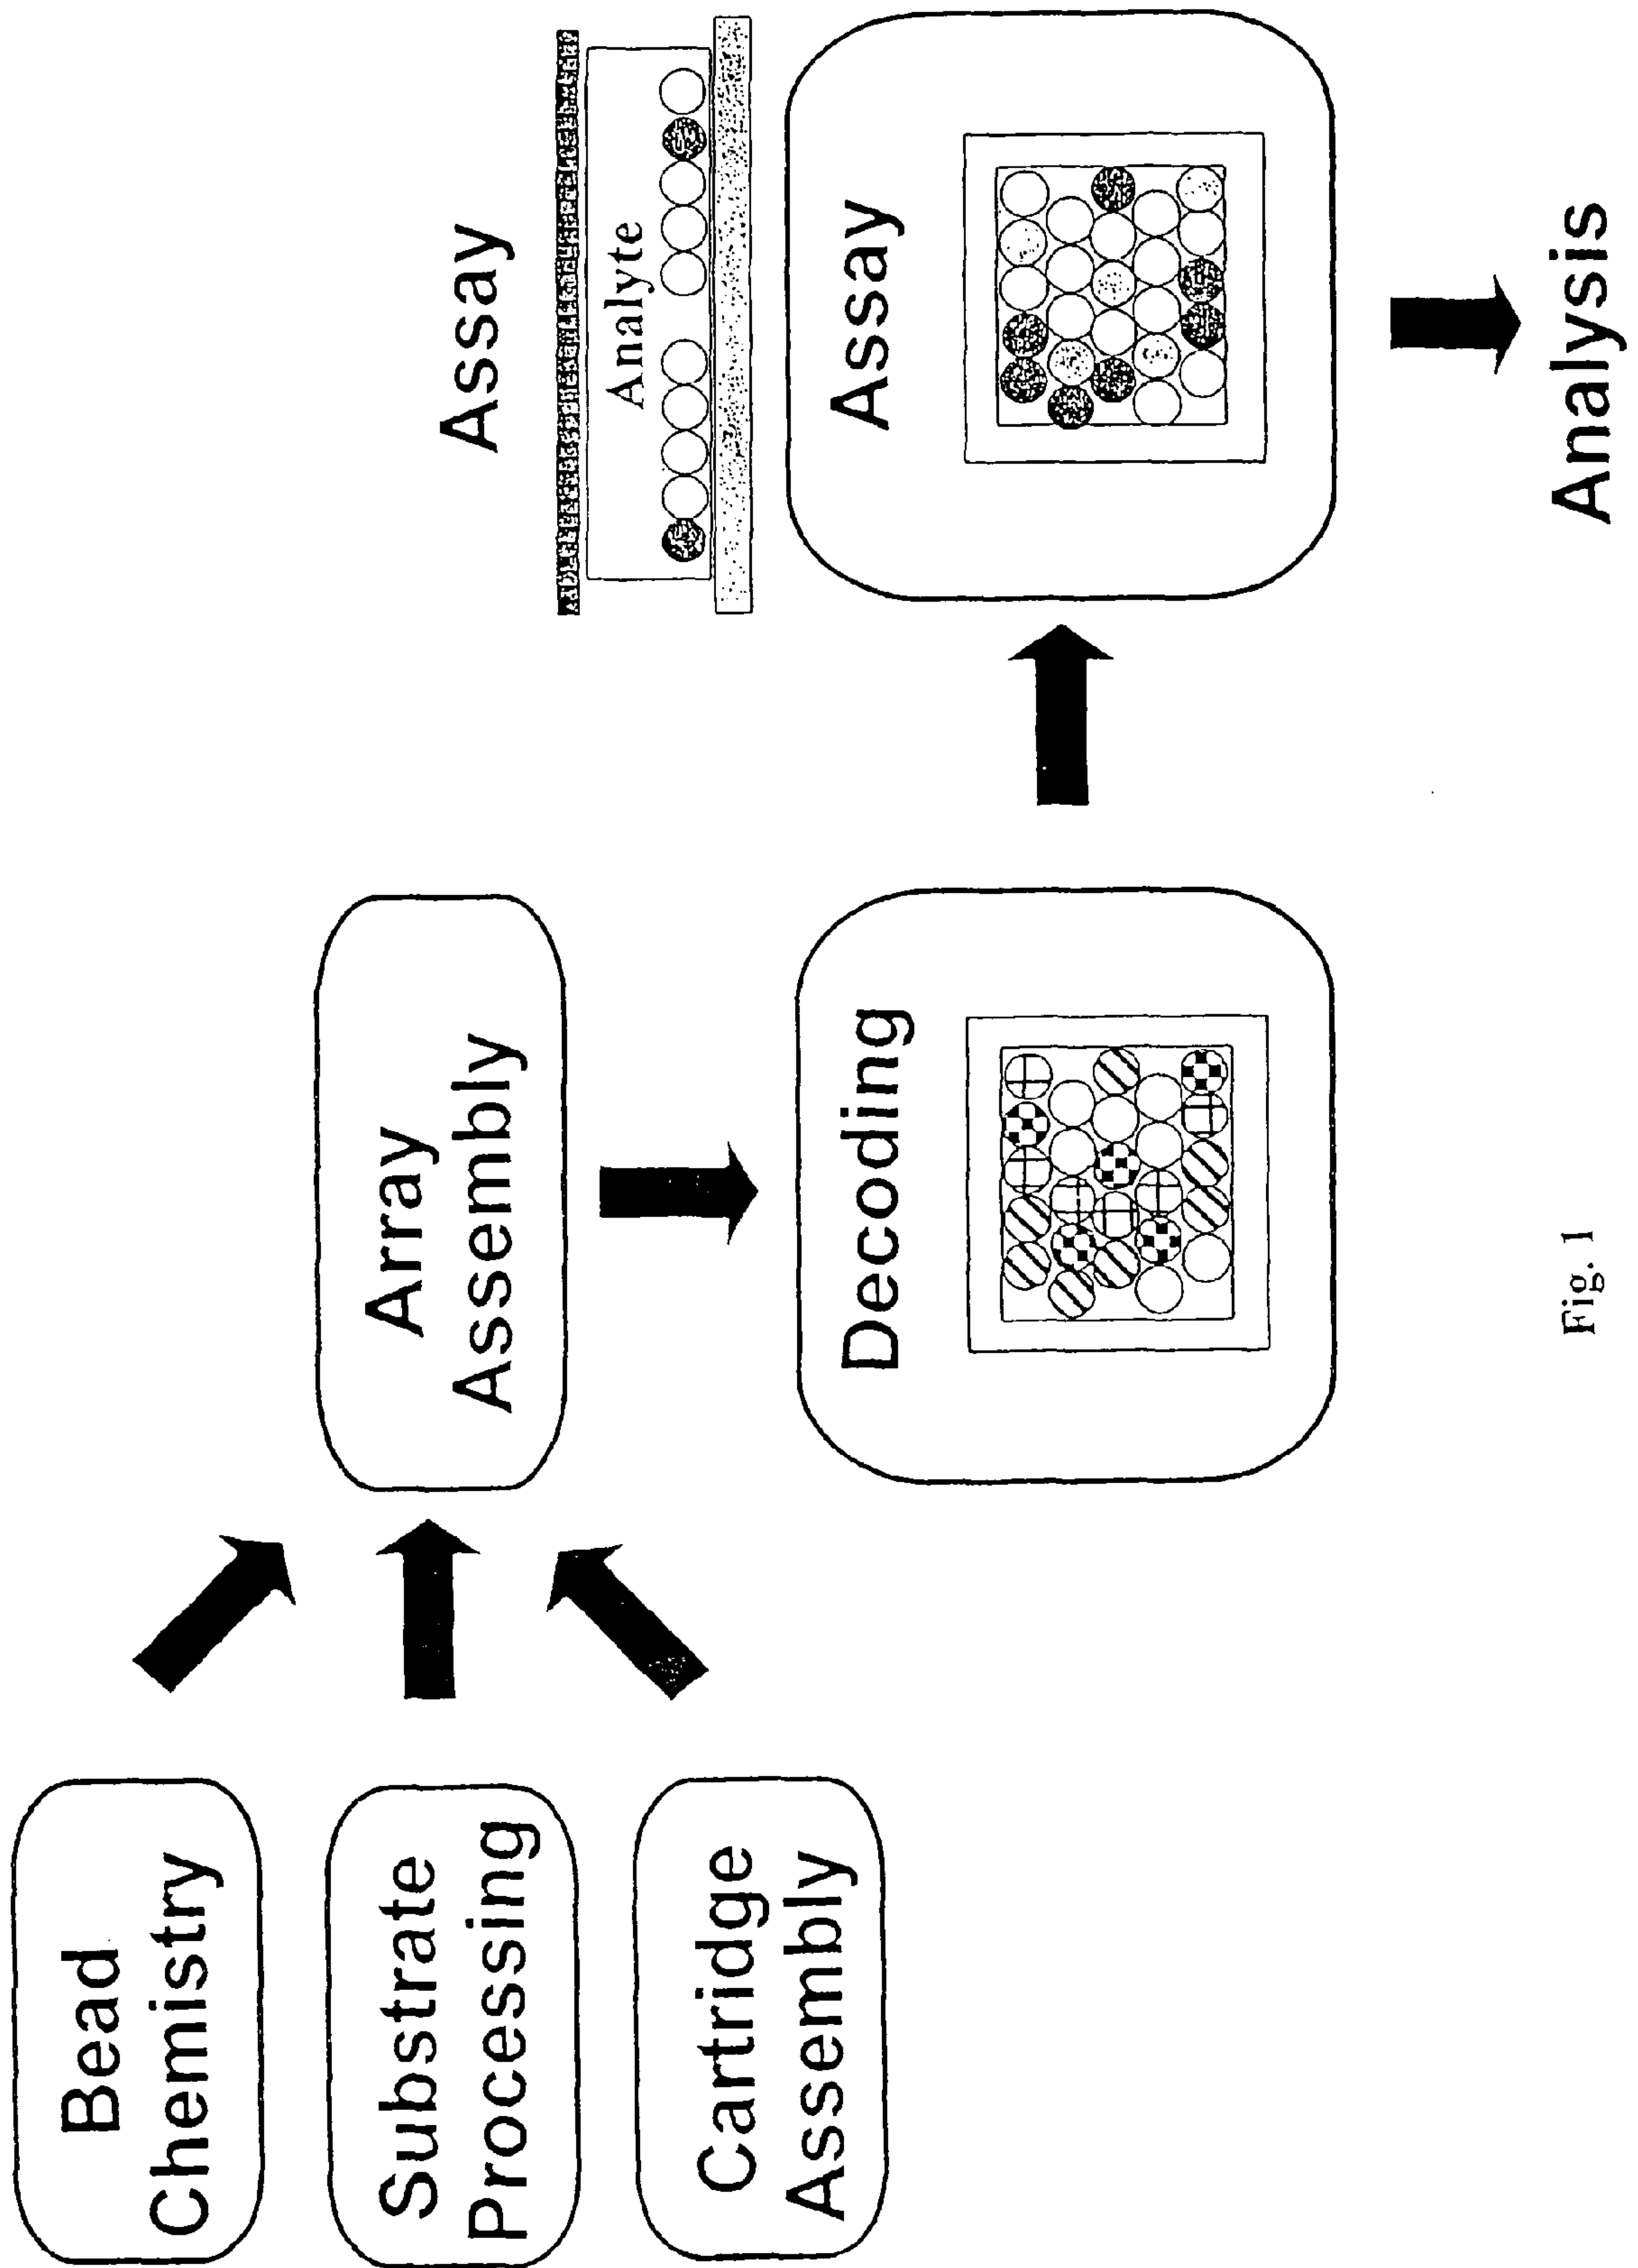 Bead
Chemistry
Substrate
Processing
Cartridge
Assembly
Array
Assembly
Decoding
Assay
Analyte
Assay
Analysis
Fig. 1